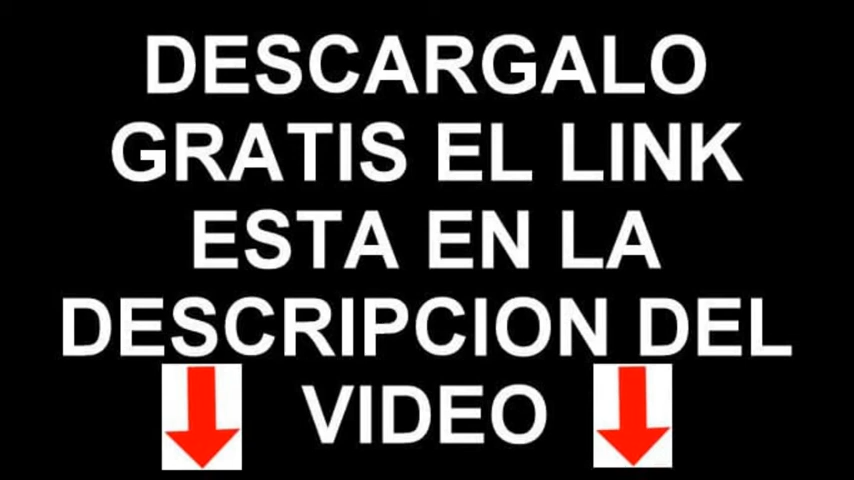 DESCARGALO
GRATIS EL LINK
ESTA EN LA
DESCRIPCION DEL
VIDEO